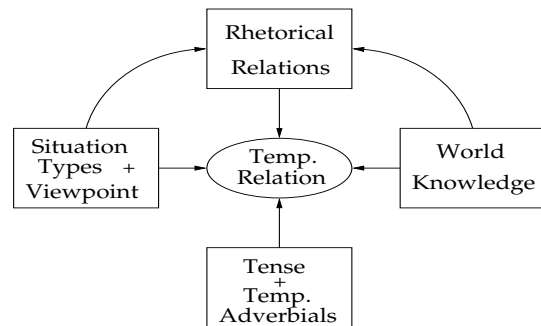 Rhetorical
Relations
Situation
Types +
Viewpoint
Temp.
Relation
World
Knowledge
Tense
+
Temp.
Adverbials